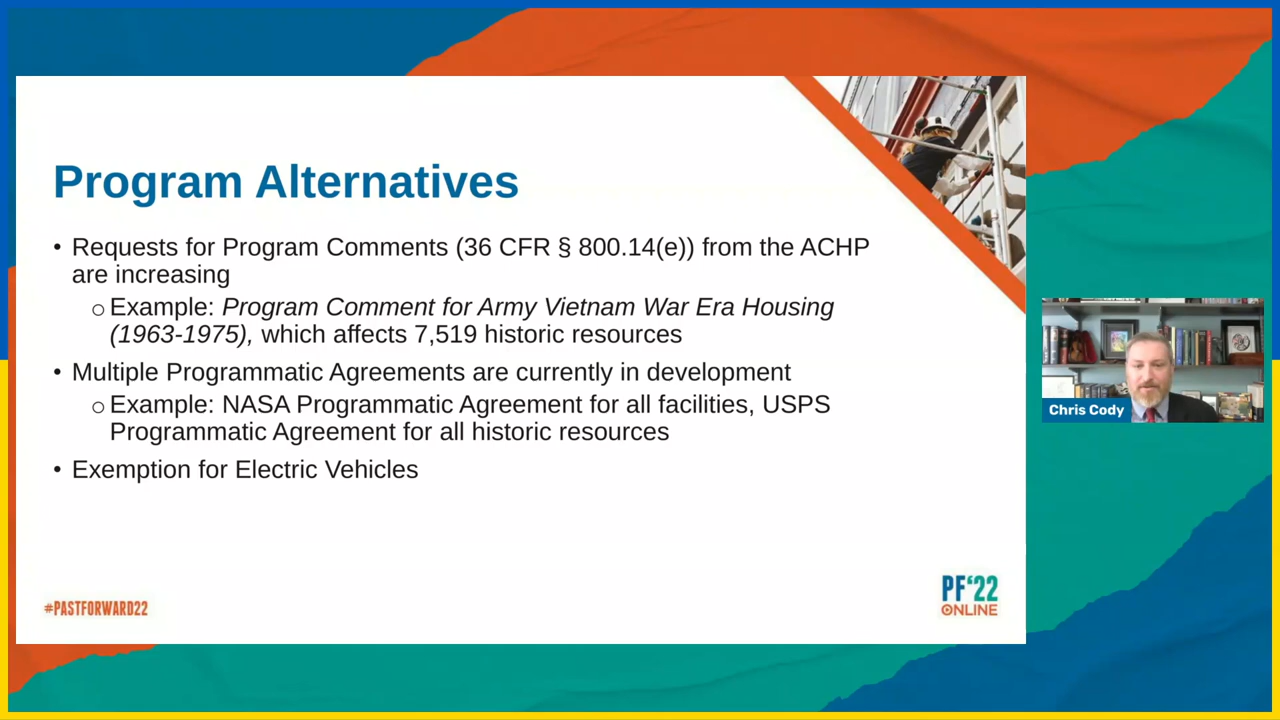 Program Alternatives
• Requests for Program Comments (36 CFR § 800.14(e)) from the ACHP
are increasing
○ Example: Program Comment for Army Vietnam War Era Housing
(1963-1975), which affects 7,519 historic resources
• Multiple Programmatic Agreements are currently in development
○ Example: NASA Programmatic Agreement for all facilities, USPS
Programmatic Agreement for all historic resources
• Exemption for Electric Vehicles
#PASTFORWARD22
PF‘22
ONLINE
Chris Cody